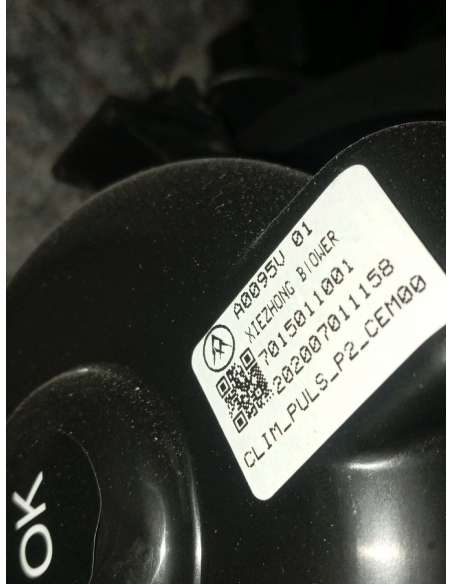 A0095V 01
XIEZHONG BlOWER
7015011001
202007011158
CLIM_PULS_P2_CEM00
OK